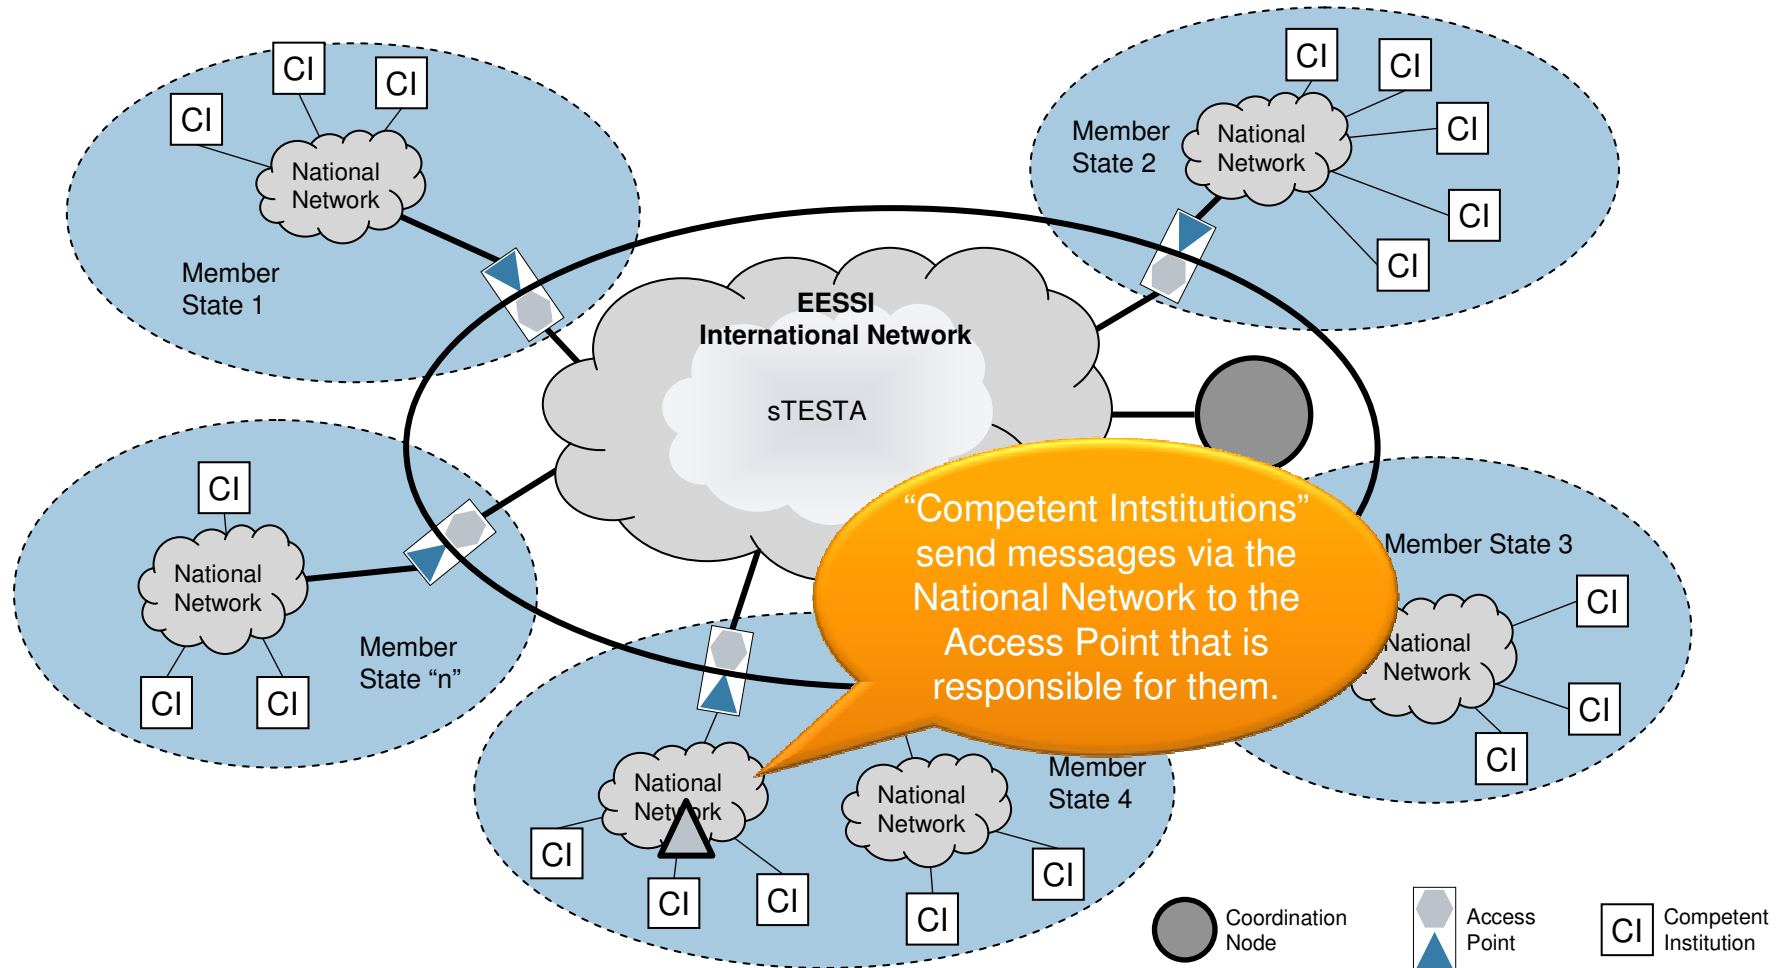 CI
CI
CI
National
Network
Member
State 1
Member
State 2
National
Network
CI
CI
CI
CI
CI
EESSI
International Network
sTESTA
CI
National
Network
CI
CI
Member
State “n”
“Competent Intstitutions”
send messages via the
National Network to the
Access Point that is
responsible for them.
Member State 3
National
Network
CI
CI
CI
National
Network
CI
CI
CI
National
Network
CI
CI
Member
State 4
Coordination
Node
Access
Point
CI
Competent
Institution